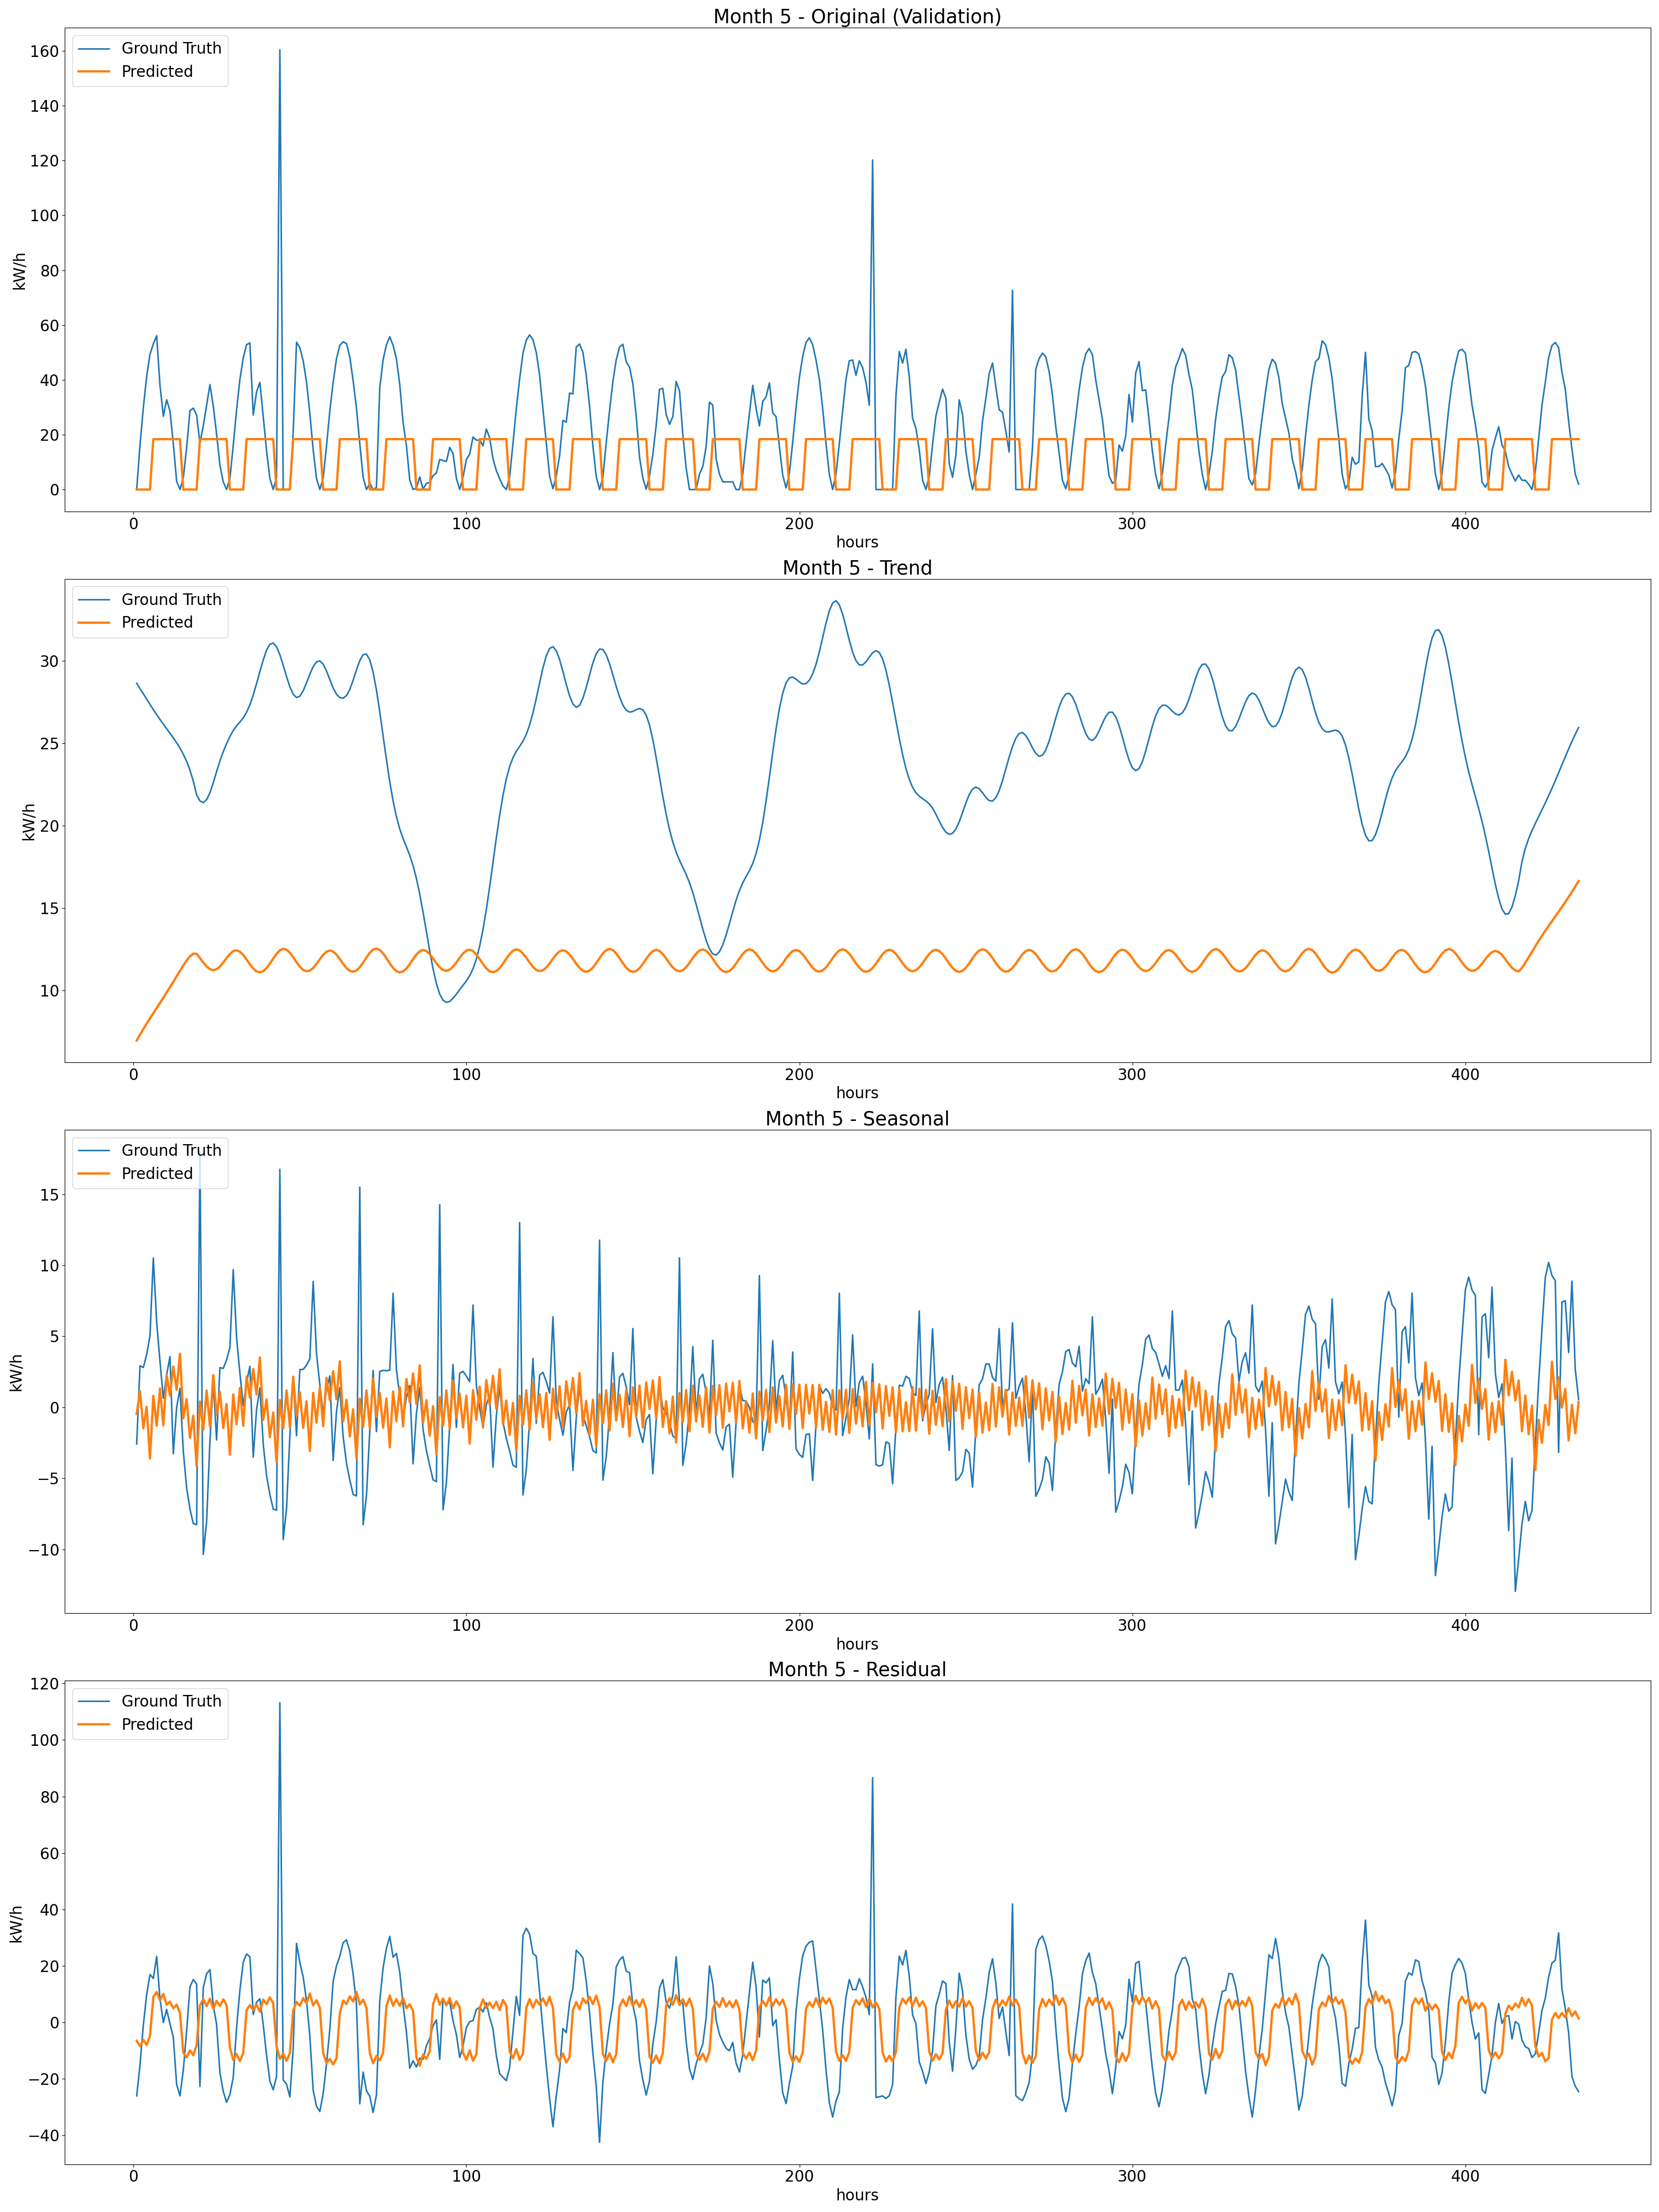 Month 5 - Original (Validation)
Ground Truth
Predicted
kW/h
160
140
120
100
80
60
40
20
0
0 100 200 300 400
hours
Month 5 - Trend
Ground Truth
Predicted
kW/h
30
25
20
15
10
0 100 200 300 400
hours
Month 5 - Seasonal
Ground Truth
Predicted
kW/h
15
10
5
0
−5
−10
0 100 200 300 400
hours
Month 5 - Residual
Ground Truth
Predicted
kW/h
120
100
80
60
40
20
0
−20
−40
0 100 200 300 400
hours